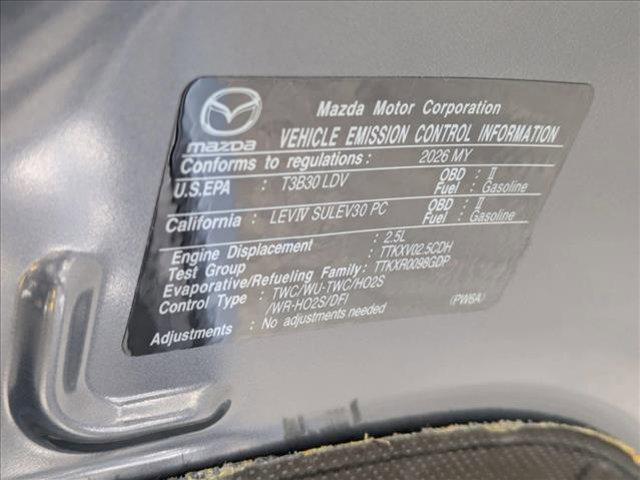 mazda
Mazda Motor Corporation
VEHICLE EMISSION CONTROL INFORMATION
Conforms to regulations : 2026 MY
U.S.EPA : T3B30 LDV OBD : II
Fuel : Gasoline
California : LEVIV SULEV30 PC OBD : II
Fuel : Gasoline
Engine Displacement : 2.5L
Test Group : TTKXV02.5CDH
Evaporative/Refueling Family: TTKXR0098GDP
Control Type : TWC/WU-TWC/HO2S
/WR-HO2S/DFI
(PW8A)
Adjustments : No adjustments needed